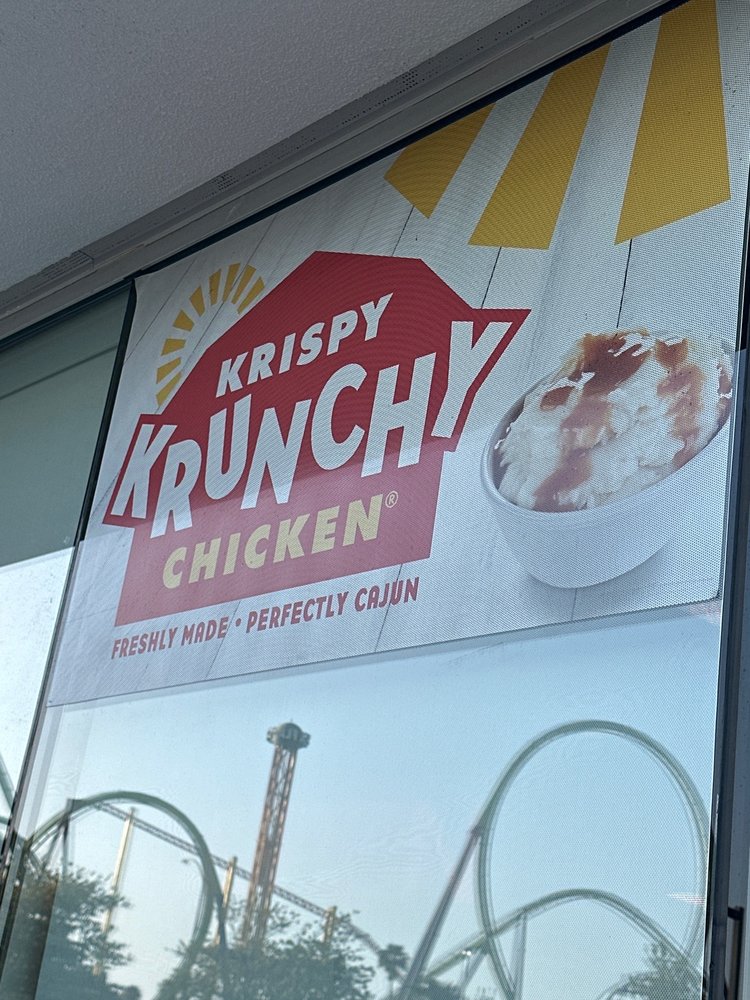 KRISPY
KRUNCHY
CHICKEN®
FRESHLY MADE • PERFECTLY CAJUN